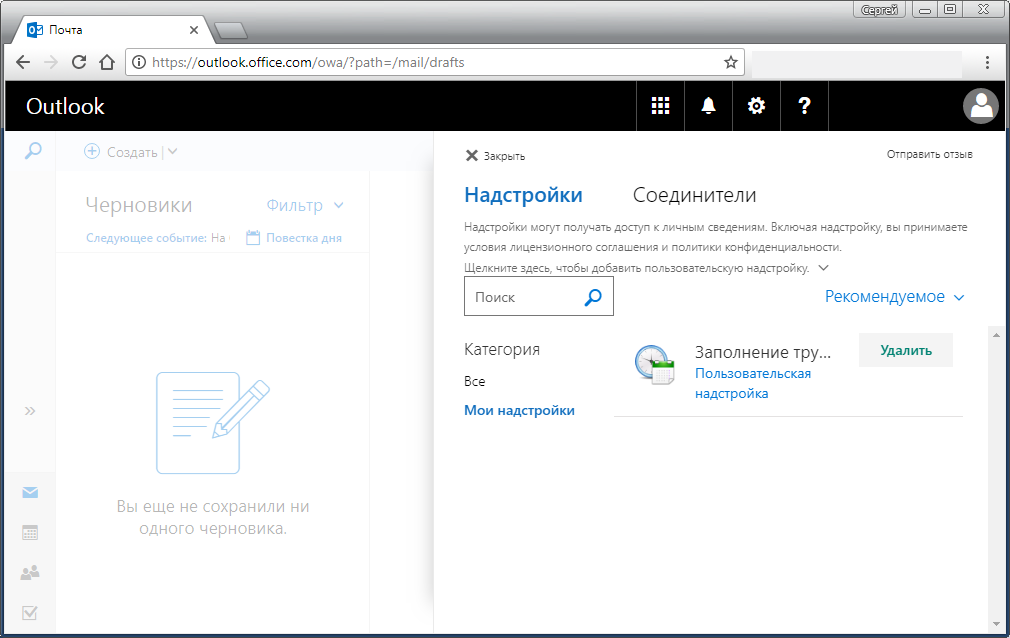 Сергей
Почта
https://outlook.office.com/owa/?path=/mail/drafts
Outlook
Создать
Черновики
Фильтр
Следующее событие: На
Повестка дня
Вы еще не сохранили ни
одного черновика.
Закрыть
Отправить отзыв
Надстройки
Соединители
Надстройки могут получать доступ к личным сведениям. Включая надстройку, вы принимаете
условия лицензионного соглашения и политики конфиденциальности.
Щелкните здесь, чтобы добавить пользовательскую надстройку.
Поиск
Рекомендуемое
Категория
Все
Мои надстройки
Заполнение тру...
Пользовательская
надстройка
Удалить